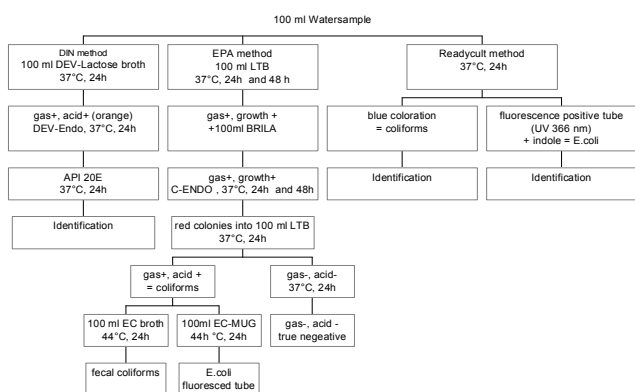 100 ml Watersample
DIN method
100 ml DEV-Lactose broth
37°C, 24h
EPA method
100 ml LTB
37°C, 24h and 48 h
Readycult method
37°C, 24h
gas+, acid+ (orange)
DEV-Endo, 37°C, 24h
gas+, growth +
+100ml BRILA
blue coloration
= coliforms
fluorescence positive tube
(UV 366 nm)
+ indole = E.coli
API 20E
37°C, 24h
gas+, growth+
C-ENDO , 37°C, 24h and 48h
Identification
Identification
Identification
red colonies into 100 ml LTB
37°C, 24h
gas+, acid +
= coliforms
gas-, acid-
37°C, 24h
100 ml EC broth
44°C, 24h
100ml EC-MUG
44h °C, 24h
gas-, acid -
true negeative
fecal coliforms
E.coli
fluoresced tube